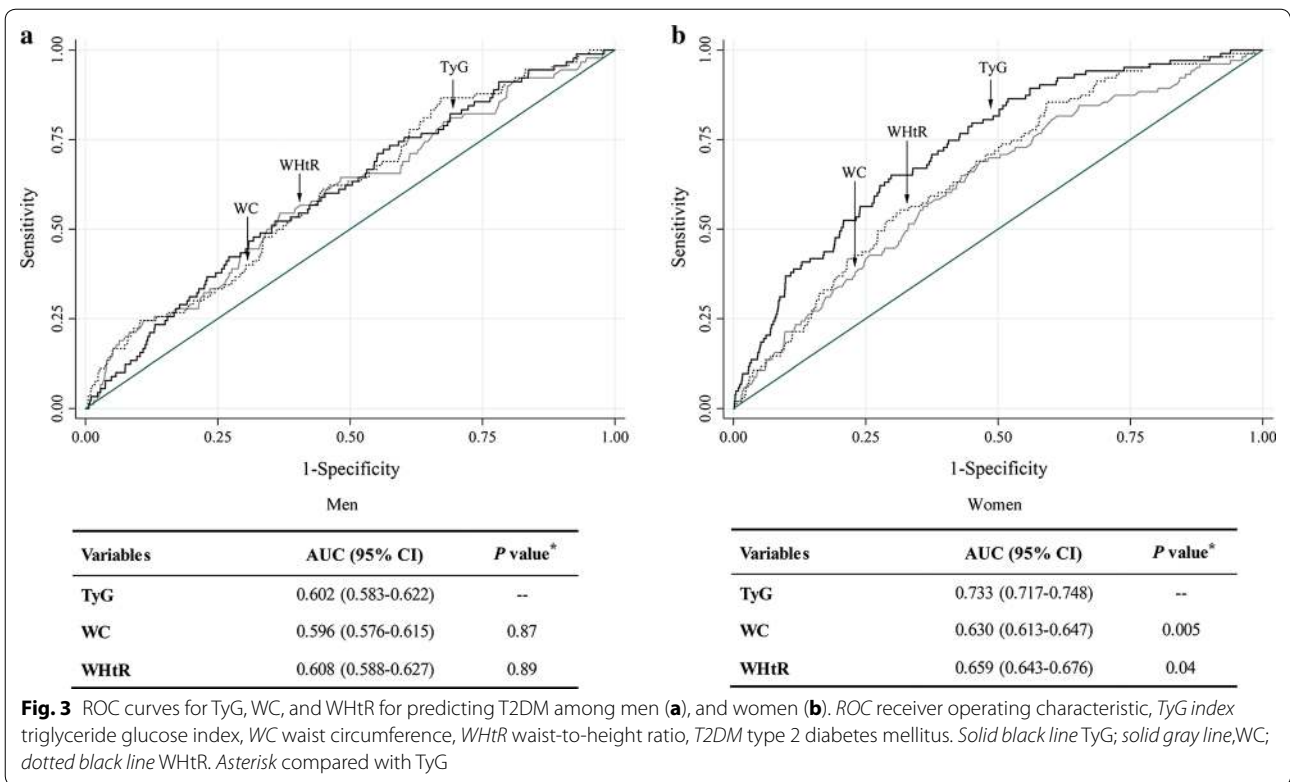 a
TyG
WHtR
WC
Sensitivity
1.00
0.75
0.50
0.25
0.00
0.00 0.25 0.50 0.75 1.00
1-Specificity
Men
Variables AUC (95% CI) P value*
TyG 0.602 (0.583-0.622) --
WC 0.596 (0.576-0.615) 0.87
WHtR 0.608 (0.588-0.627) 0.89
b
TyG
WHtR
WC
Sensitivity
1.00
0.75
0.50
0.25
0.00
0.00 0.25 0.50 0.75 1.00
1-Specificity
Women
Variables AUC (95% CI) P value*
TyG 0.733 (0.717-0.748) --
WC 0.630 (0.613-0.647) 0.005
WHtR 0.659 (0.643-0.676) 0.04
Fig. 3 ROC curves for TyG, WC, and WHtR for predicting T2DM among men (a), and women (b). ROC receiver operating characteristic, TyG index
triglyceride glucose index, WC waist circumference, WHtR waist-to-height ratio, T2DM type 2 diabetes mellitus. Solid black line TyG; solid gray line,WC;
dotted black line WHtR. Asterisk compared with TyG